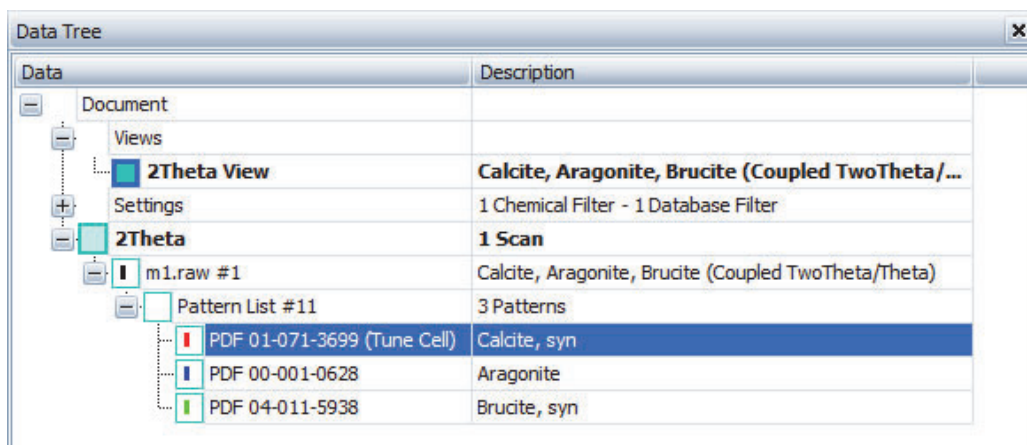 Data Tree
Data Description
Document
Views
2Theta View Calcite, Aragonite, Brucite (Coupled TwoTheta/...
Settings 1 Chemical Filter - 1 Database Filter
2Theta 1 Scan
m1.raw #1 Calcite, Aragonite, Brucite (Coupled TwoTheta/Theta)
Pattern List #11 3 Patterns
PDF 01-071-3699 (Tune Cell) Calcite, syn
PDF 00-001-0628 Aragonite
PDF 04-011-5938 Brucite, syn